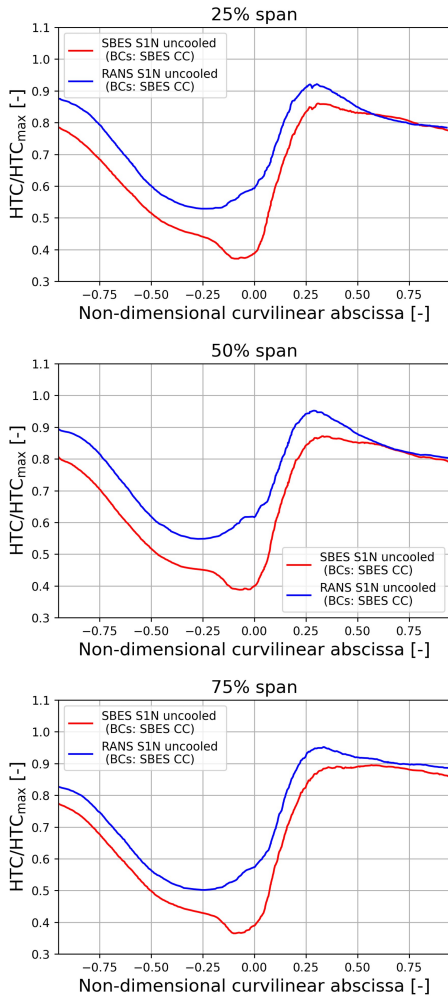 25% span
1.1
1.0
0.9
0.8
0.7
0.6
0.5
0.4
0.3
HTC/HTCmax [-]
SBES S1N uncooled
(BCs: SBES CC)
RANS S1N uncooled
(BCs: SBES CC)
−0.75 −0.50 −0.25 0.00 0.25 0.50 0.75
Non-dimensional curvilinear abscissa [-]
50% span
1.1
1.0
0.9
0.8
0.7
0.6
0.5
0.4
0.3
HTC/HTCmax [-]
SBES S1N uncooled
(BCs: SBES CC)
RANS S1N uncooled
(BCs: SBES CC)
−0.75 −0.50 −0.25 0.00 0.25 0.50 0.75
Non-dimensional curvilinear abscissa [-]
75% span
1.1
1.0
0.9
0.8
0.7
0.6
0.5
0.4
0.3
HTC/HTCmax [-]
SBES S1N uncooled
(BCs: SBES CC)
RANS S1N uncooled
(BCs: SBES CC)
−0.75 −0.50 −0.25 0.00 0.25 0.50 0.75
Non-dimensional curvilinear abscissa [-]